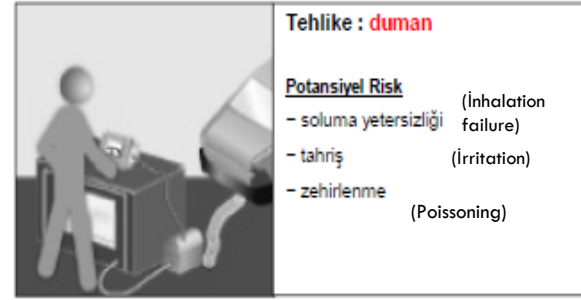 Tehlike : duman
Potansiyel Risk
− soluma yetersizliği (İnhalation
failure)
− tahriş (İrritation)
− zehirlenme
(Poissoning)